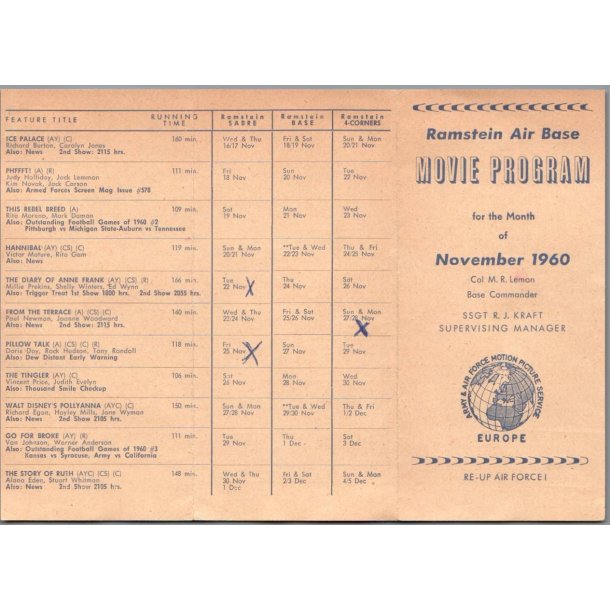 FEATURE TITLE RUNNING TIME Ramstein SABRE Ramstein BASE Ramstein 4-CORNERS
ICE PALACE (AY) (C) 160 min. Wed & Thu Fri & Sat Sun & Mon
Richard Burton, Carolyn Jones 16/17 Nov 18/19 Nov 20/21 Nov
Also: News 2nd Show: 2115 hrs.
PHFFFT! (A) (R) 111 min. Fri Sun Tue
Judy Holliday, Jack Lemmon 18 Nov 20 Nov 22 Nov
Kim Novak, Jack Carson
Also: Armed Forces Screen Mag Issue #578
THIS REBEL BREED (A) 109 min. Sat Mon Wed
Rita Moreno, Mark Damon 19 Nov 21 Nov 23 Nov
Also: Outstanding Football Games of 1960 #2
Pittsburgh vs Michigan State-Auburn vs Tennessee
HANNIBAL (AY) (CS) (C) 119 min. Sun & Mon **Tue & Wed Thu & Fri
Victor Mature, Rita Gam 20/21 Nov 22/23 Nov 24/25 Nov
Also: News
THE DIARY OF ANNE FRANK (AY) (CS) (R) 166 min. Tue Thu Sat
Millie Perkins, Shelly Winters, Ed Wynn 22 Nov 24 Nov 26 Nov
Also: Trigger Treat 1st Show 1800 hrs. 2nd Show 2055 hrs.
FROM THE TERRACE (A) (CS) (C) 160 min. Wed & Thu Fri & Sat Sun & Mon
Paul Newman, Joanne Woodward 23/24 Nov 25/26 Nov 27/28 Nov
Also: News 2nd Show: 2115 hrs.
PILLOW TALK (A) (CS) (C) (R) 118 min. Fri Sun Tue
Doris Day, Rock Hudson, Tony Randall 25 Nov 27 Nov 29 Nov
Also: Dew Distant Early Warning
THE TINGLER (AY) (C) 106 min. Sat Mon Wed
Vincent Price, Judith Evelyn 26 Nov 28 Nov 30 Nov
Also: Thousand Smile Checkup
WALT DISNEY'S POLLYANNA (AYC) (C) 150 min. Sun & Mon **Tue & Wed Thu & Fri
Richard Egan, Hayley Mills, Jane Wyman 27/28 Nov 29/30 Nov 1/2 Dec
Also: News 2nd Show 2105 hrs.
GO FOR BROKE (AY) (R) 111 min. Tue Thu Sat
Van Johnson, Warner Anderson 29 Nov 1 Dec 3 Dec
Also: Outstanding Football Games of 1960 #3
Kansas vs Syracuse, Army vs California
THE STORY OF RUTH (AYC) (CS) (C) 148 min. Wed & Thu Fri & Sat Sun & Mon
Alana Eden, Stuart Whitman 30 Nov 2/3 Dec 4/5 Dec
Also: News 2nd Show 2105 hrs. 1 Dec
Ramstein Air Base
MOVIE PROGRAM
for the Month
of
November 1960
Col M. R. Lemon
Base Commander
SSGT R. J. KRAFT
SUPERVISING MANAGER
ARMY & AIR FORCE MOTION PICTURE SERVICE
EUROPE
RE-UP AIR FORCE!